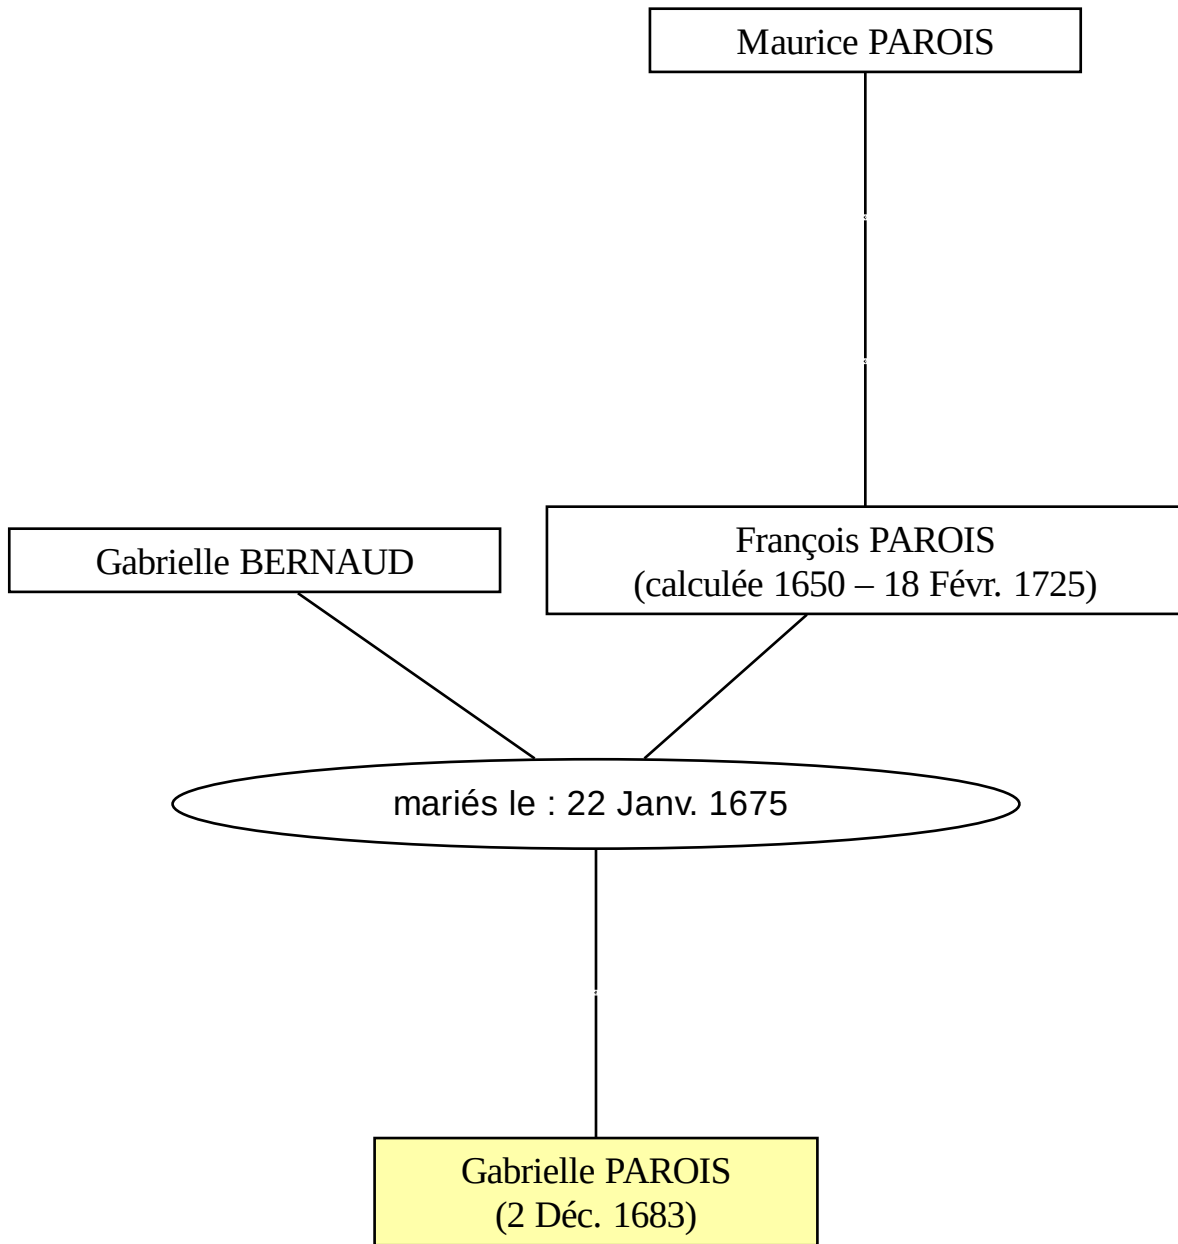 Maurice PAROIS
François PAROIS
(calculée 1650 – 18 Févr. 1725)
Gabrielle BERNAUD
mariés le : 22 Janv. 1675
Gabrielle PAROIS
(2 Déc. 1683)